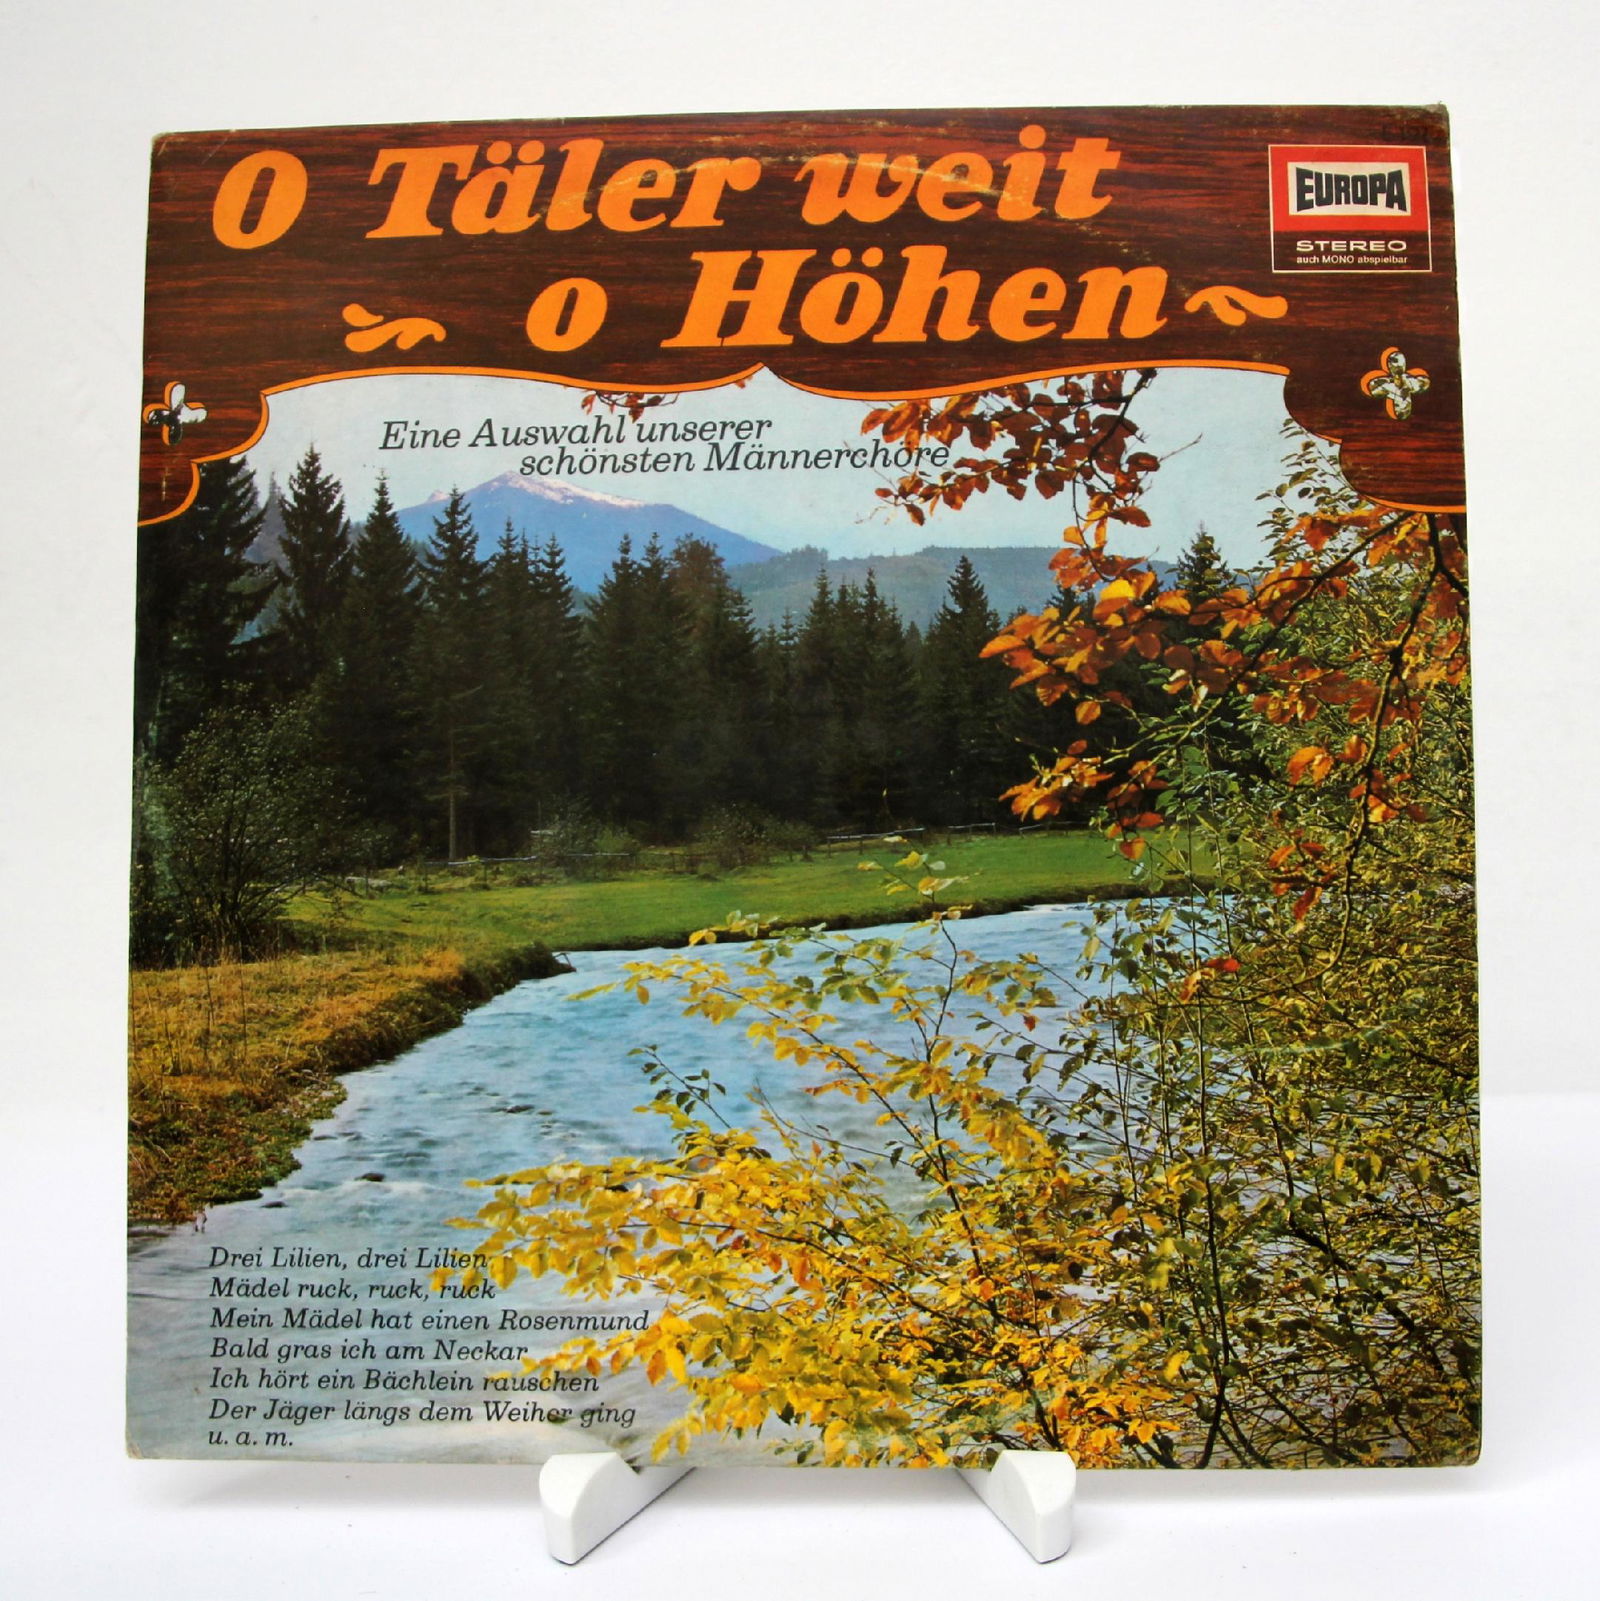 O Täler weit
o Höhen
EUROPA
STEREO
auch MONO abspielbar
Eine Auswahl unserer
schönsten Männerchöre
Drei Lilien, drei Lilien
Mädel ruck, ruck, ruck
Mein Mädel hat einen Rosenmund
Bald gras ich am Neckar
Ich hört ein Bächlein rauschen
Der Jäger längs dem Weiher ging
u. a. m.